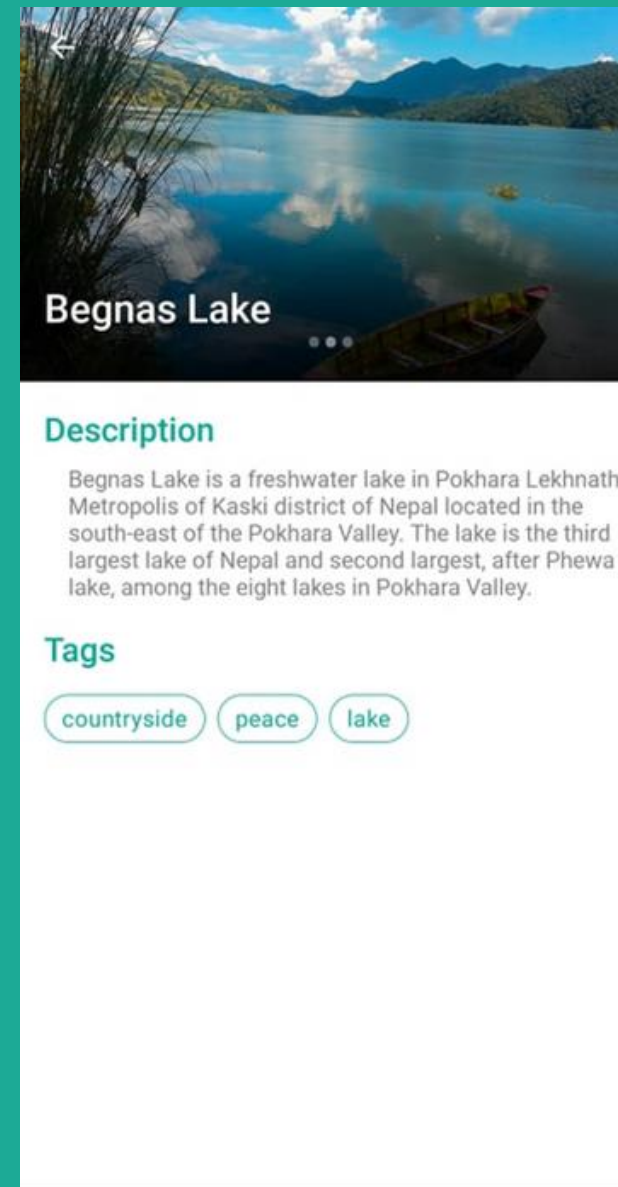 Begnas Lake
Description
Begnas Lake is a freshwater lake in Pokhara Lekhnath
Metropolis of Kaski district of Nepal located in the
south-east of the Pokhara Valley. The lake is the third
largest lake of Nepal and second largest, after Phewa
lake, among the eight lakes in Pokhara Valley.
Tags
countryside peace lake